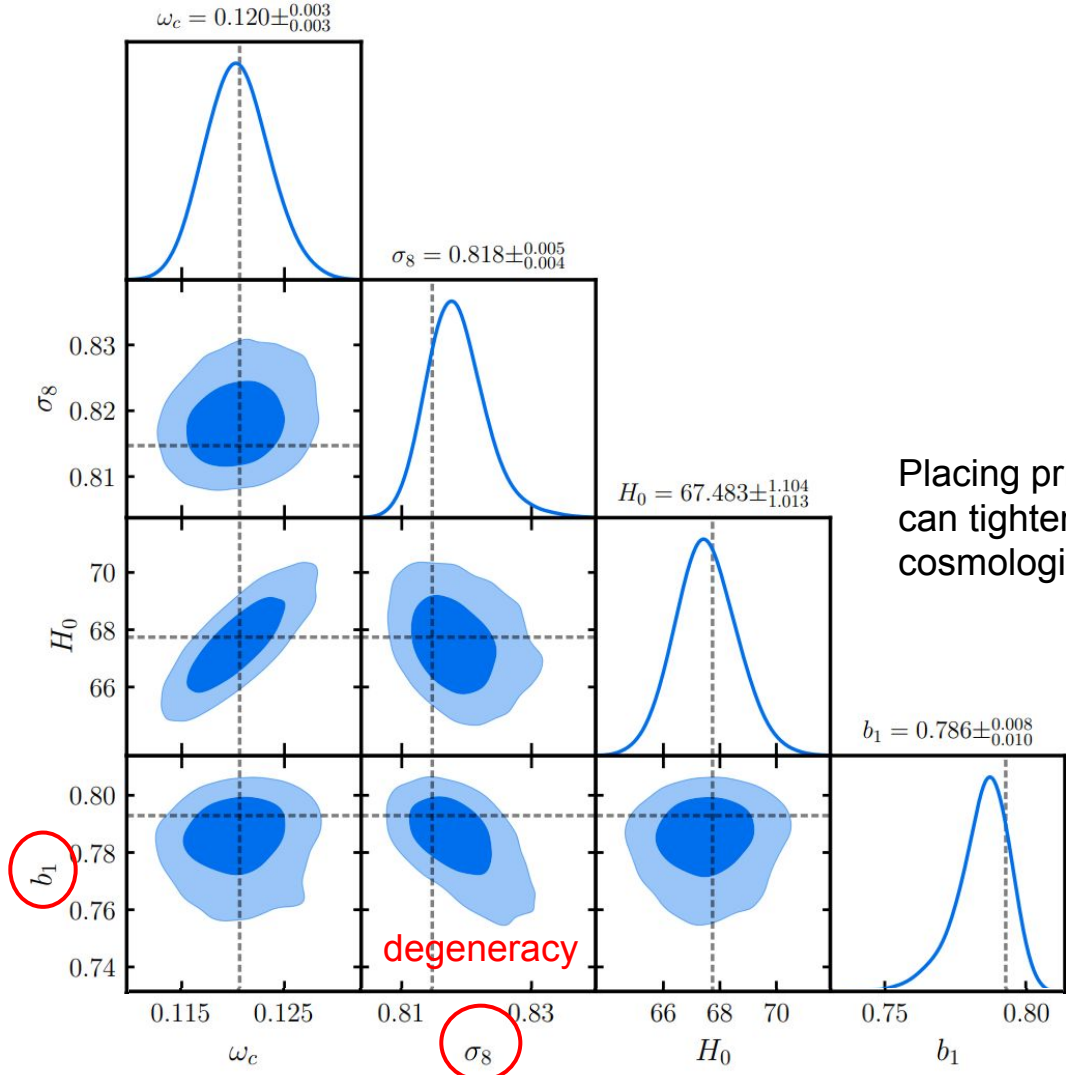 ω_c = 0.120±^{0.003}_{0.003}
σ_8 = 0.818±^{0.005}_{0.004}
0.83
0.82
0.81
σ_8
H_0 = 67.483±^{1.104}_{1.013}
Placing pr
can tighter
cosmologi
70
68
66
H_0
b_1 = 0.786±^{0.008}_{0.010}
0.80
0.78
0.76
0.74
b_1
degeneracy
0.115 0.125 0.81 0.83 66 68 70 0.75 0.80
ω_c σ_8 H_0 b_1